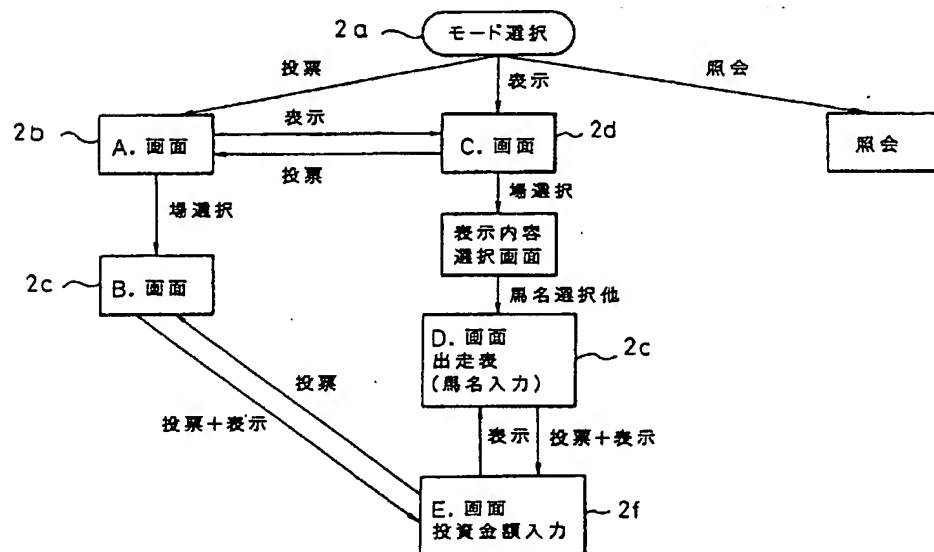 2a モード選択
投票
表示
照会
2b
A. 画面
表示
投票
C. 画面
2d
照会
場選択
場選択
表示内容
選択画面
2c
B. 画面
馬名選択他
D. 画面
出走表
(馬名入力)
2c
投票
投票+表示
表示
投票+表示
E. 画面
投資金額入力
2f